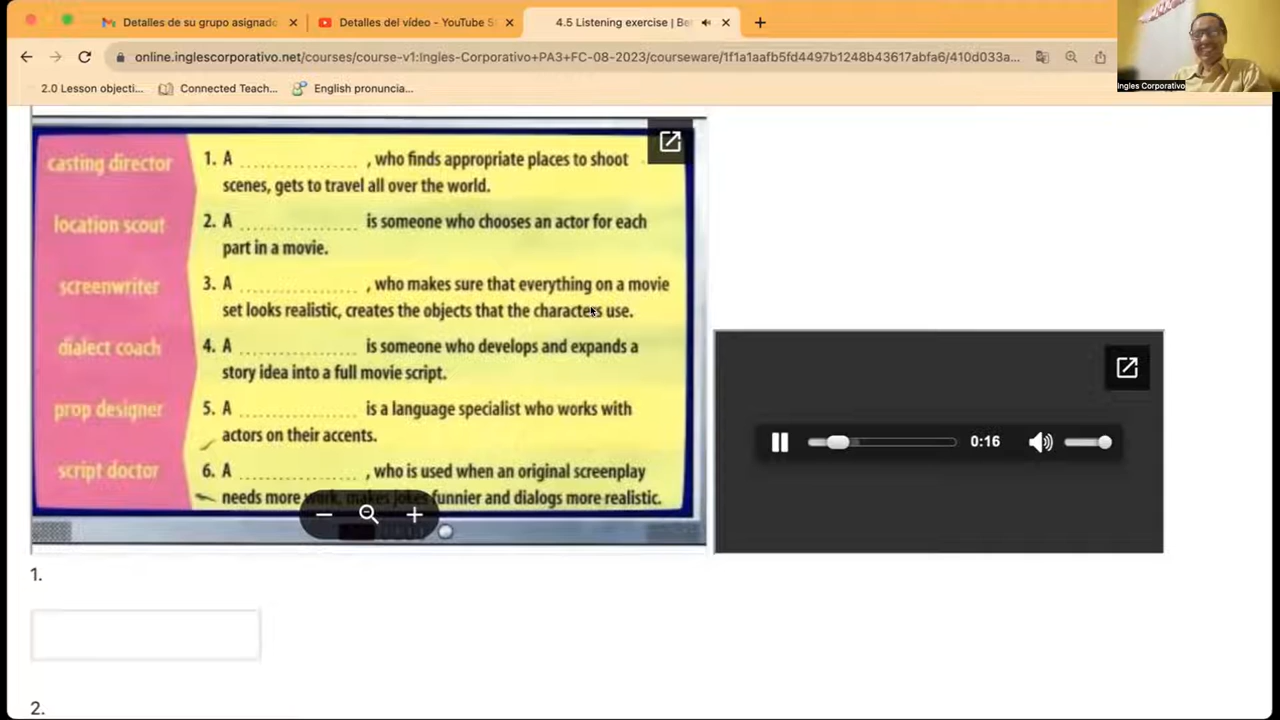 Detalles de su grupo asignado
Detalles del vídeo - YouTube S
4.5 Listening exercise | Be
online.inglescorporativo.net/courses/course-v1:Ingles-Corporativo+PA3+FC-08-2023/courseware/1f1a1aafb5fd4497b1248b43617abfa6/410d033a...
Ingles Corporativo
2.0 Lesson objecti...
Connected Teach...
English pronuncia...
casting director
location scout
screenwriter
dialect coach
prop designer
script doctor
1. A .................... , who finds appropriate places to shoot
scenes, gets to travel all over the world.
2. A .................... is someone who chooses an actor for each
part in a movie.
3. A .................... , who makes sure that everything on a movie
set looks realistic, creates the objects that the characters use.
4. A .................... is someone who develops and expands a
story idea into a full movie script.
5. A .................... is a language specialist who works with
actors on their accents.
6. A .................... , who is used when an original screenplay
needs more work, makes jokes funnier and dialogs more realistic.
0:16
1.
2.